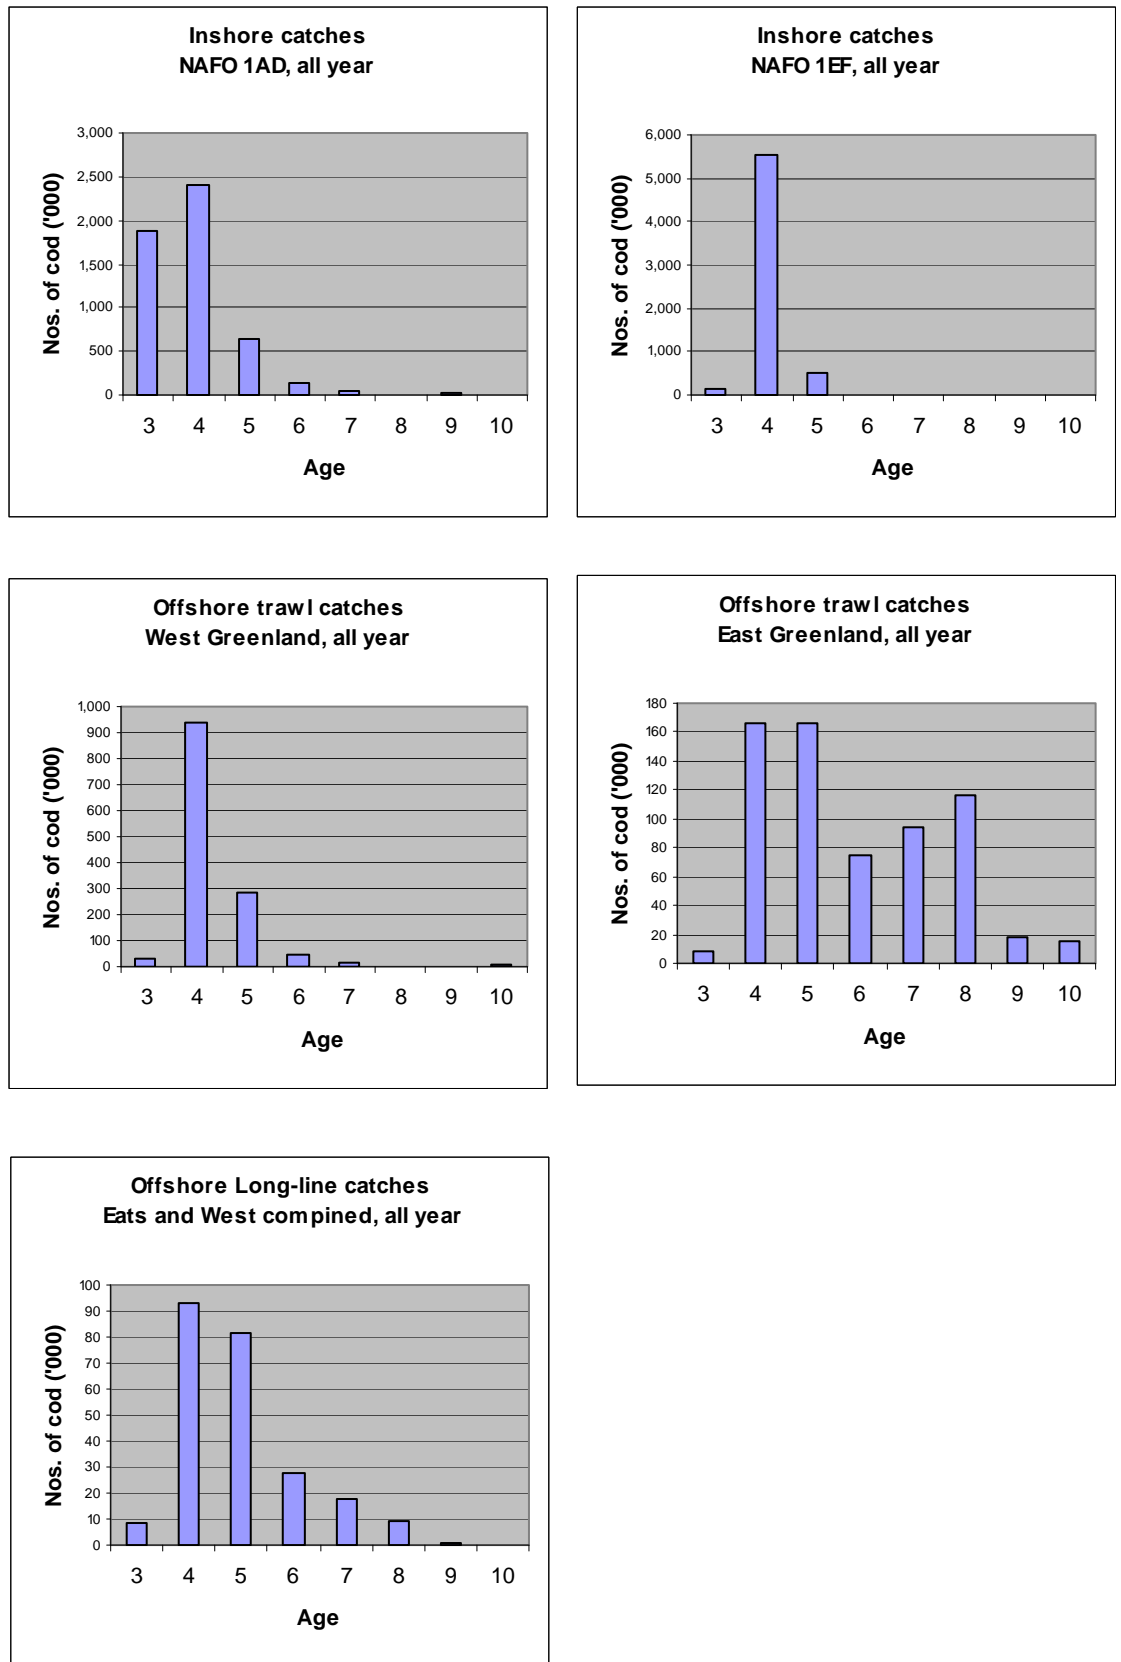 Inshore catches
NAFO 1AD, all year
Nos. of cod ('000)
3,000
2,500
2,000
1,500
1,000
500
0
3 4 5 6 7 8 9 10
Age
Inshore catches
NAFO 1EF, all year
Nos. of cod ('000)
6,000
5,000
4,000
3,000
2,000
1,000
0
3 4 5 6 7 8 9 10
Age
Offshore trawl catches
West Greenland, all year
Nos. of cod ('000)
1,000
900
800
700
600
500
400
300
200
100
0
3 4 5 6 7 8 9 10
Age
Offshore trawl catches
East Greenland, all year
Nos. of cod ('000)
180
160
140
120
100
80
60
40
20
0
3 4 5 6 7 8 9 10
Age
Offshore Long-line catches
Eats and West compined, all year
Nos. of cod ('000)
100
90
80
70
60
50
40
30
20
10
0
3 4 5 6 7 8 9 10
Age